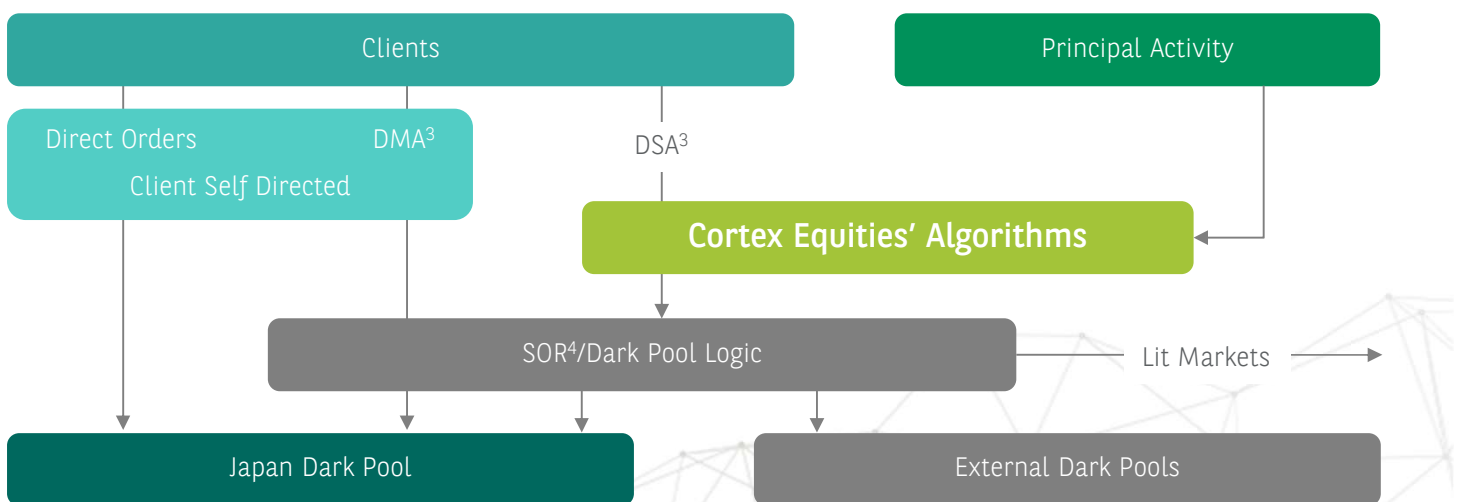 Clients
Principal Activity
Direct Orders
DMA³
DSA³
Client Self Directed
Cortex Equities’ Algorithms
SOR⁴/Dark Pool Logic
Lit Markets
Japan Dark Pool
External Dark Pools